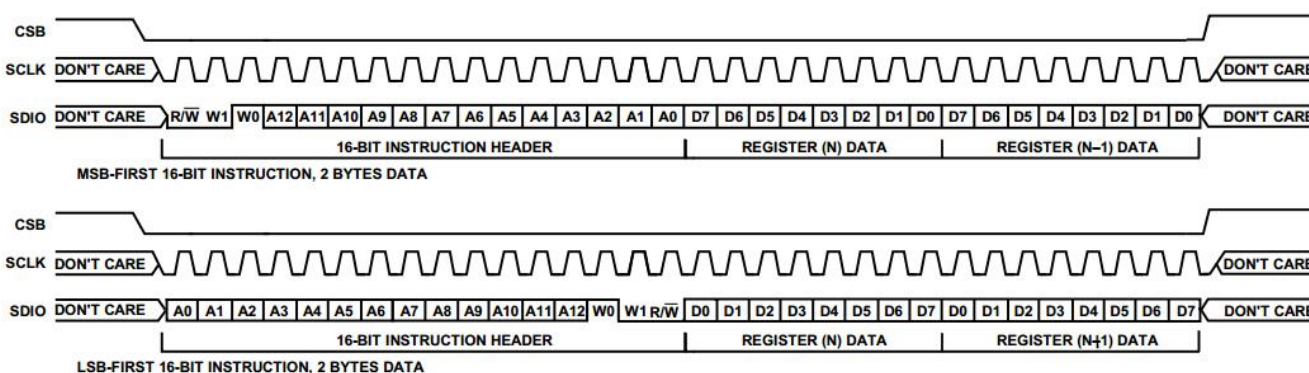 CSB
SCLK DON'T CARE DON'T CARE
SDIO DON'T CARE R/W̅ W1 W0 A12 A11 A10 A9 A8 A7 A6 A5 A4 A3 A2 A1 A0 D7 D6 D5 D4 D3 D2 D1 D0 D7 D6 D5 D4 D3 D2 D1 D0 DON'T CARE
16-BIT INSTRUCTION HEADER REGISTER (N) DATA REGISTER (N–1) DATA
MSB-FIRST 16-BIT INSTRUCTION, 2 BYTES DATA
CSB
SCLK DON'T CARE DON'T CARE
SDIO DON'T CARE A0 A1 A2 A3 A4 A5 A6 A7 A8 A9 A10 A11 A12 W0 W1 R/W̅ D0 D1 D2 D3 D4 D5 D6 D7 D0 D1 D2 D3 D4 D5 D6 D7 DON'T CARE
16-BIT INSTRUCTION HEADER REGISTER (N) DATA REGISTER (N+1) DATA
LSB-FIRST 16-BIT INSTRUCTION, 2 BYTES DATA